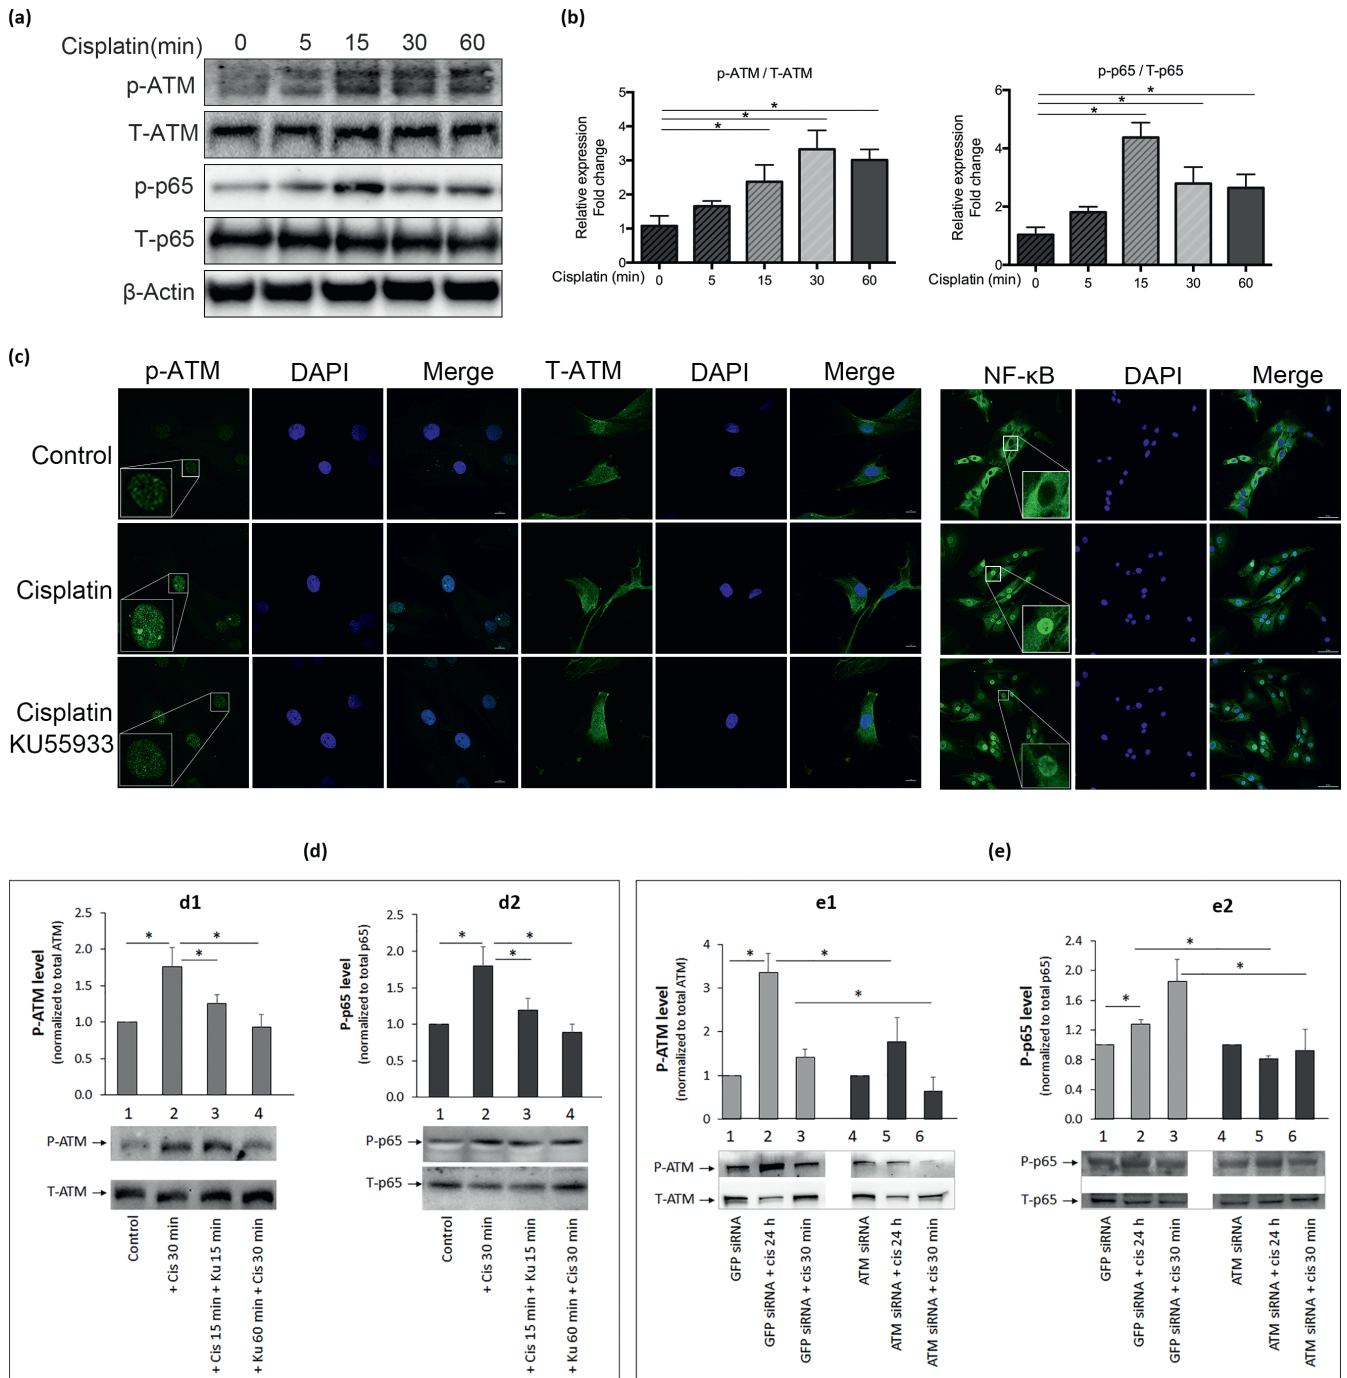 (a)
Cisplatin(min) 0 5 15 30 60
p-ATM
T-ATM
p-p65
T-p65
β-Actin
(b)
p-ATM / T-ATM
Relative expression
Fold change
5
4
3
2
1
0
* * *
Cisplatin (min) 0 5 15 30 60
p-p65 / T-p65
Relative expression
Fold change
6
4
2
0
* * *
Cisplatin (min) 0 5 15 30 60
(c)
p-ATM DAPI Merge T-ATM DAPI Merge NF-κB DAPI Merge
Control
Cisplatin
Cisplatin
KU55933
(d)
d1
P-ATM level
(normalized to total ATM)
2.5
2.0
1.5
1.0
0.5
0.0
* * *
1 2 3 4
P-ATM
T-ATM
Control
+ Cis 30 min
+ Cis 15 min + Ku 15 min
+ Ku 60 min + Cis 30 min
d2
P-p65 level
(normalized to total p65)
2.5
2.0
1.5
1.0
0.5
0.0
* * *
1 2 3 4
P-p65
T-p65
Control
+ Cis 30 min
+ Cis 15 min + Ku 15 min
+ Ku 60 min + Cis 30 min
(e)
e1
P-ATM level
(normalized to total ATM)
4
3
2
1
0
* * *
1 2 3 4 5 6
P-ATM
T-ATM
GFP siRNA
GFP siRNA + cis 24 h
GFP siRNA + cis 30 min
ATM siRNA
ATM siRNA + cis 24 h
ATM siRNA + cis 30 min
e2
P-p65 level
(normalized to total p65)
2.4
2.0
1.6
1.2
0.8
0.4
0.0
* * *
1 2 3 4 5 6
P-p65
T-p65
GFP siRNA
GFP siRNA + cis 24 h
GFP siRNA + cis 30 min
ATM siRNA
ATM siRNA + cis 24 h
ATM siRNA + cis 30 min